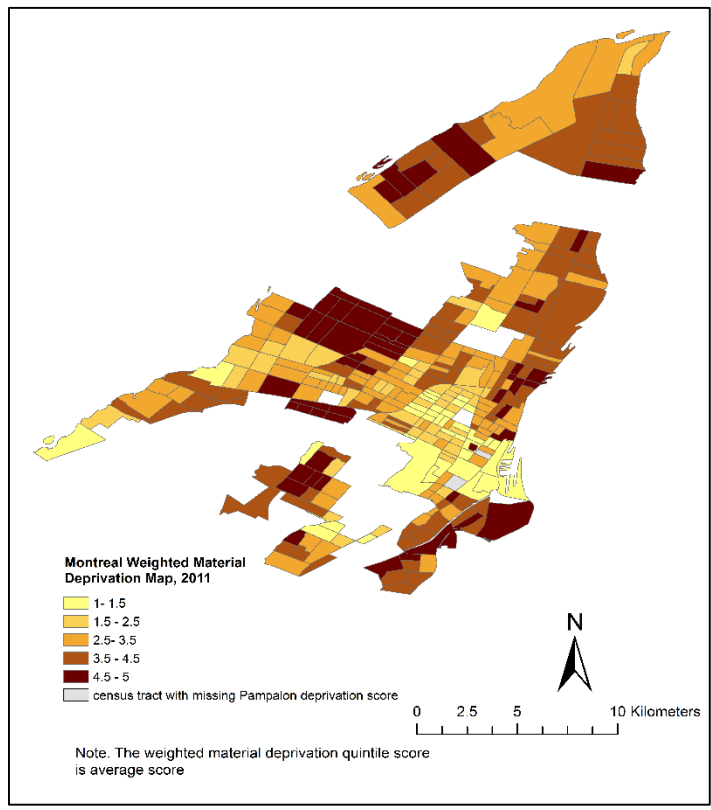 Montreal Weighted Material
Deprivation Map, 2011
1- 1.5
1.5 - 2.5
2.5- 3.5
3.5 - 4.5
4.5 - 5
census tract with missing Pampalon deprivation score
N
0 2.5 5 10 Kilometers
Note. The weighted material deprivation quintile score
is average score